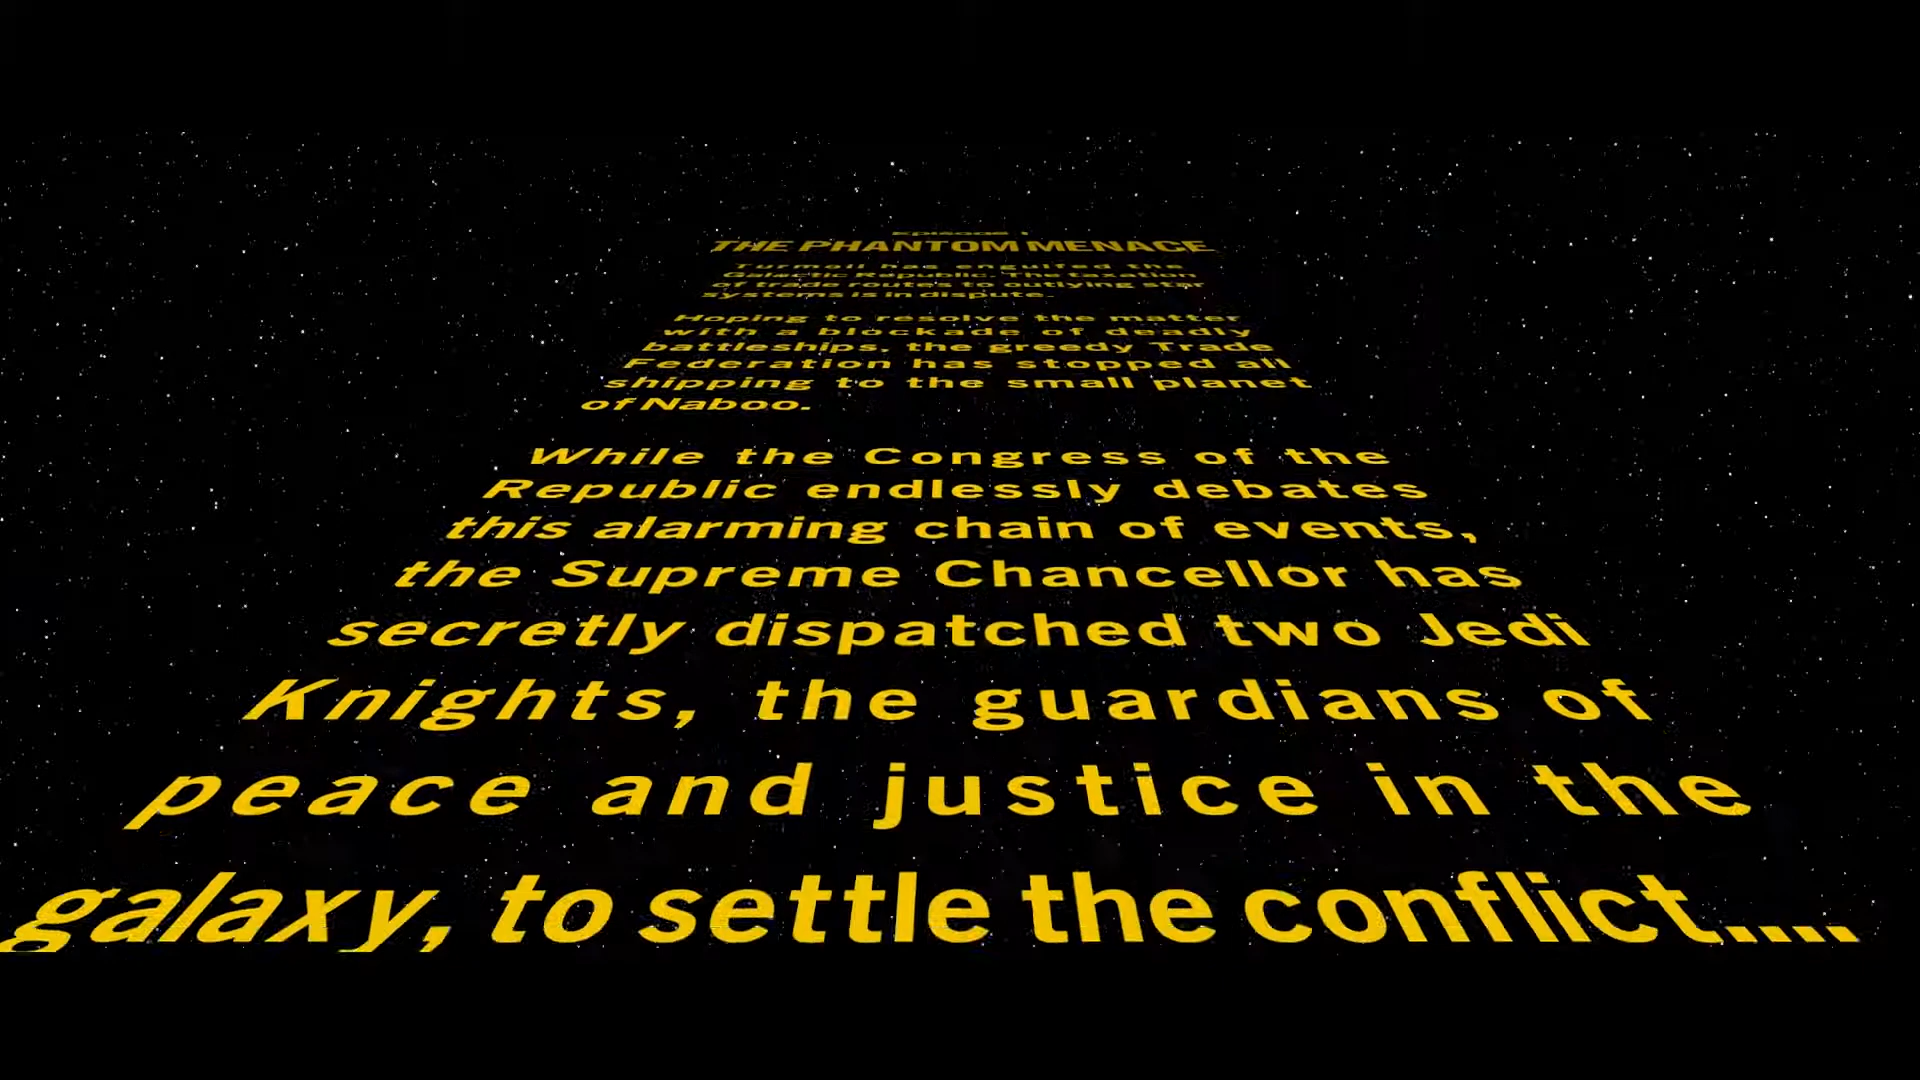 Episode I
THE PHANTOM MENACE
Turmoil has engulfed the
Galactic Republic. The taxation
of trade routes to outlying star
systems is in dispute.
Hoping to resolve the matter
with a blockade of deadly
battleships, the greedy Trade
Federation has stopped all
shipping to the small planet
of Naboo.
While the Congress of the
Republic endlessly debates
this alarming chain of events,
the Supreme Chancellor has
secretly dispatched two Jedi
Knights, the guardians of
peace and justice in the
galaxy, to settle the conflict....